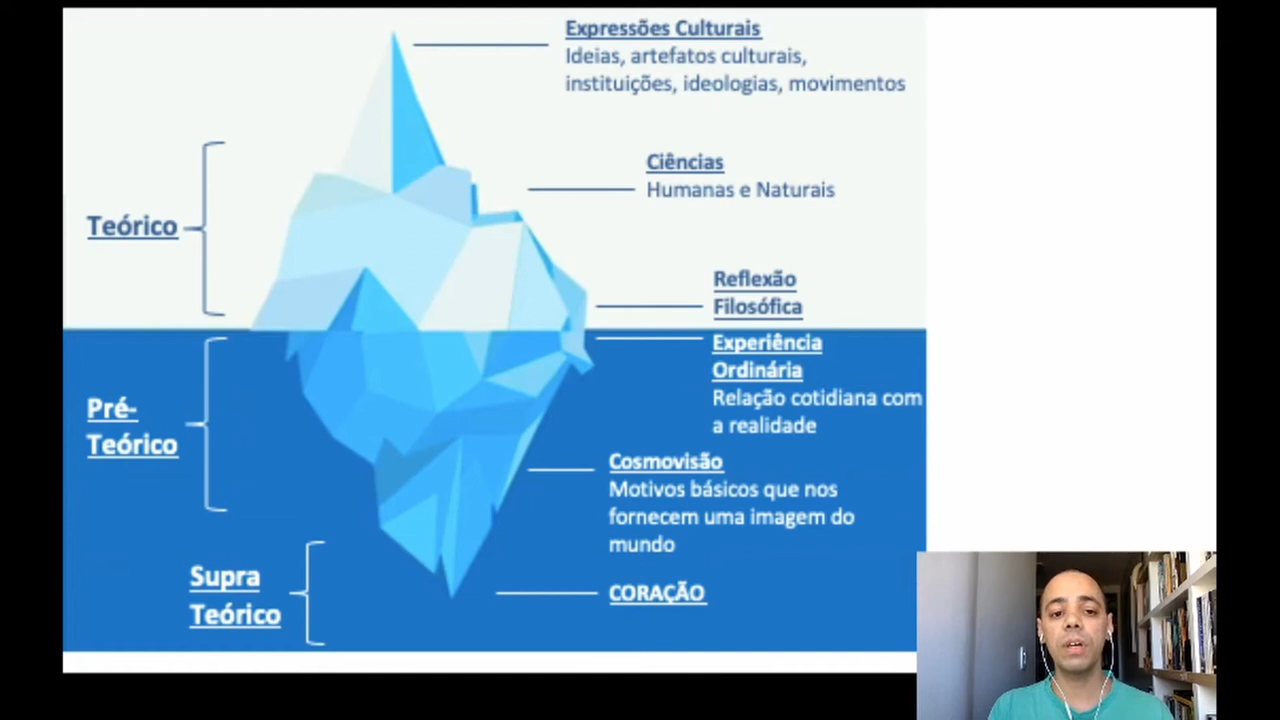 Expressões Culturais
Ideias, artefatos culturais,
instituições, ideologias, movimentos
Ciências
Humanas e Naturais
Teórico
Reflexão
Filosófica
Experiência
Ordinária
Relação cotidiana com
a realidade
Pré-
Teórico
Cosmovisão
Motivos básicos que nos
fornecem uma imagem do
mundo
Supra
Teórico
CORAÇÃO